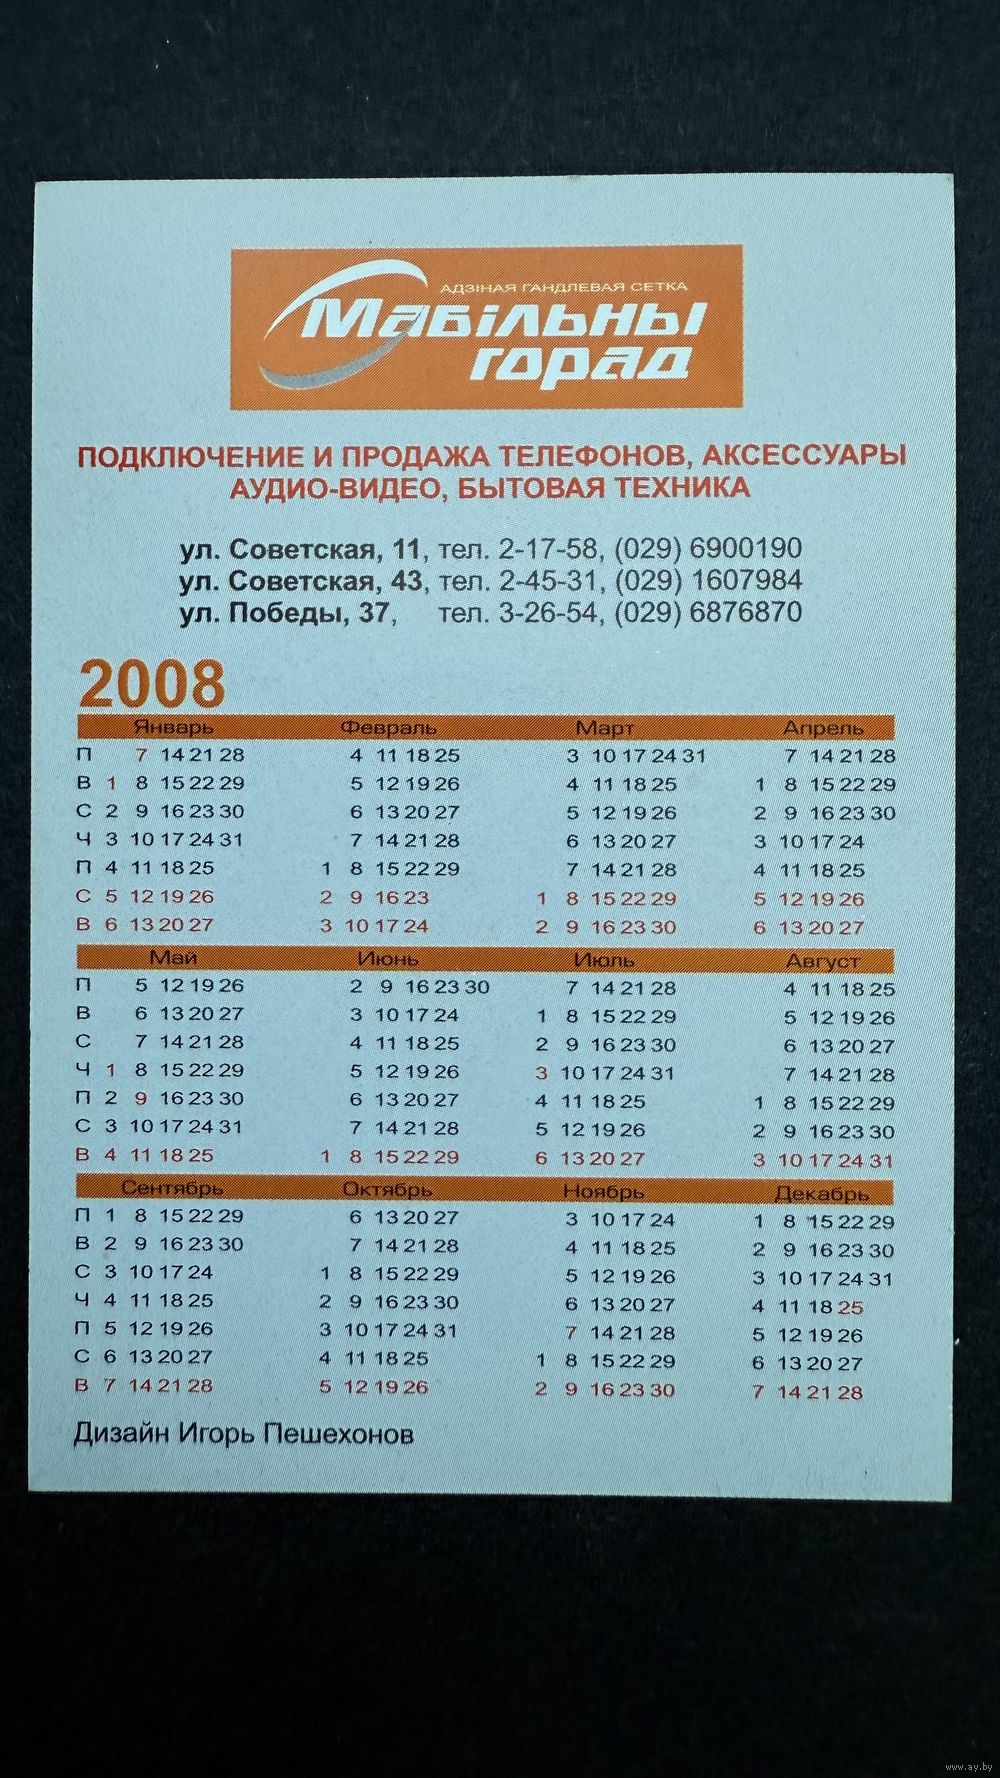 АДЗІНАЯ ГАНДЛЕВАЯ СЕТКА
Мабільны
горад
ПОДКЛЮЧЕНИЕ И ПРОДАЖА ТЕЛЕФОНОВ, АКСЕССУАРЫ
АУДИО-ВИДЕО, БЫТОВАЯ ТЕХНИКА
ул. Советская, 11, тел. 2-17-58, (029) 6900190
ул. Советская, 43, тел. 2-45-31, (029) 1607984
ул. Победы, 37, тел. 3-26-54, (029) 6876870
2008
Январь Февраль Март Апрель
П 7 14 21 28 4 11 18 25 3 10 17 24 31 7 14 21 28
В 1 8 15 22 29 5 12 19 26 4 11 18 25 1 8 15 22 29
С 2 9 16 23 30 6 13 20 27 5 12 19 26 2 9 16 23 30
Ч 3 10 17 24 31 7 14 21 28 6 13 20 27 3 10 17 24
П 4 11 18 25 1 8 15 22 29 7 14 21 28 4 11 18 25
С 5 12 19 26 2 9 16 23 1 8 15 22 29 5 12 19 26
В 6 13 20 27 3 10 17 24 2 9 16 23 30 6 13 20 27
Май Июнь Июль Август
П 5 12 19 26 2 9 16 23 30 7 14 21 28 4 11 18 25
В 6 13 20 27 3 10 17 24 1 8 15 22 29 5 12 19 26
С 7 14 21 28 4 11 18 25 2 9 16 23 30 6 13 20 27
Ч 1 8 15 22 29 5 12 19 26 3 10 17 24 31 7 14 21 28
П 2 9 16 23 30 6 13 20 27 4 11 18 25 1 8 15 22 29
С 3 10 17 24 31 7 14 21 28 5 12 19 26 2 9 16 23 30
В 4 11 18 25 1 8 15 22 29 6 13 20 27 3 10 17 24 31
Сентябрь Октябрь Ноябрь Декабрь
П 1 8 15 22 29 6 13 20 27 3 10 17 24 1 8 15 22 29
В 2 9 16 23 30 7 14 21 28 4 11 18 25 2 9 16 23 30
С 3 10 17 24 1 8 15 22 29 5 12 19 26 3 10 17 24 31
Ч 4 11 18 25 2 9 16 23 30 6 13 20 27 4 11 18 25
П 5 12 19 26 3 10 17 24 31 7 14 21 28 5 12 19 26
С 6 13 20 27 4 11 18 25 1 8 15 22 29 6 13 20 27
В 7 14 21 28 5 12 19 26 2 9 16 23 30 7 14 21 28
Дизайн Игорь Пешехонов
www.ay.by